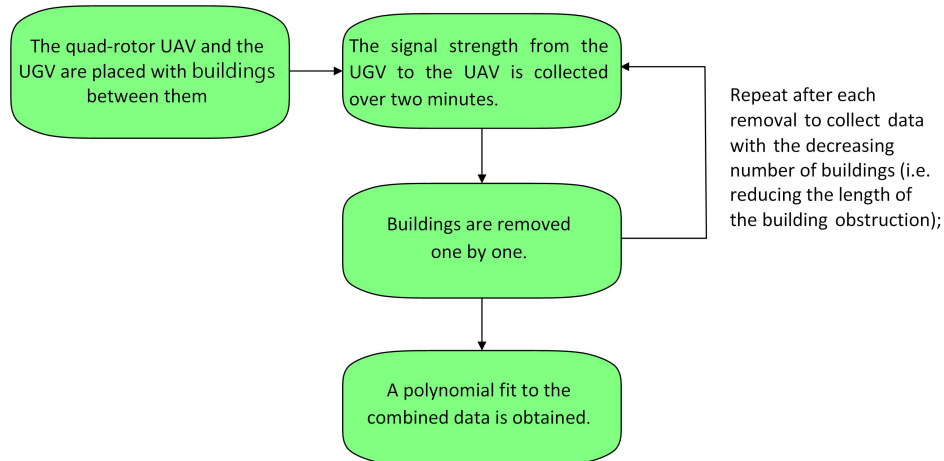 The quad-rotor UAV and the
UGV are placed with buildings
between them
The signal strength from the
UGV to the UAV is collected
over two minutes.
Repeat after each
removal to collect data
with the decreasing
number of buildings (i.e.
reducing the length of
the building obstruction);
Buildings are removed
one by one.
A polynomial fit to the
combined data is obtained.